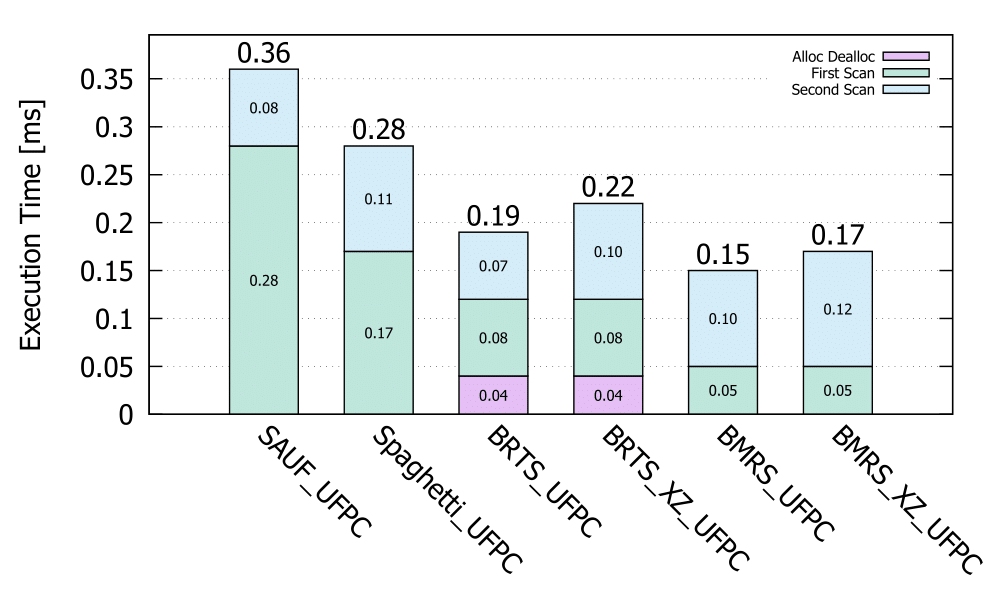 Execution Time [ms]
0.35
0.3
0.25
0.2
0.15
0.1
0.05
0
Alloc Dealloc
First Scan
Second Scan
0.36
0.08
0.28
0.28
0.11
0.17
0.19
0.07
0.08
0.04
0.22
0.10
0.08
0.04
0.15
0.10
0.05
0.17
0.12
0.05
SAUF_UFPC
Spaghetti_UFPC
BRTS_UFPC
BRTS_XZ_UFPC
BMRS_UFPC
BMRS_XZ_UFPC